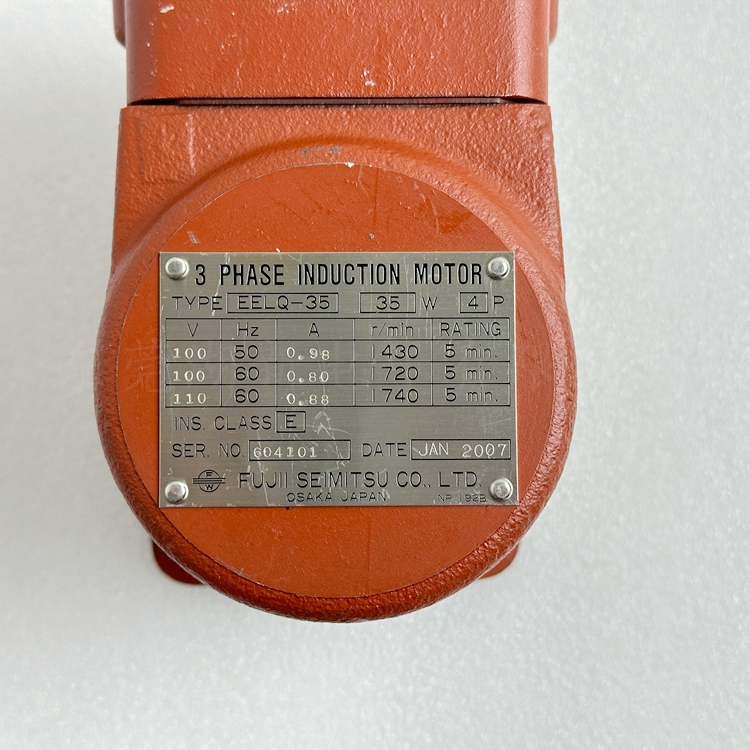 3 PHASE INDUCTION MOTOR
TYPE EELQ-35 35 W 4 P
V Hz A r/min RATING
100 50 0.98 1430 5 min.
100 60 0.80 1720 5 min.
110 60 0.88 1740 5 min.
INS. CLASS E
SER. NO. 604101 DATE JAN 2007
FUJII SEIMITSU CO., LTD.
OSAKA JAPAN NP 192B